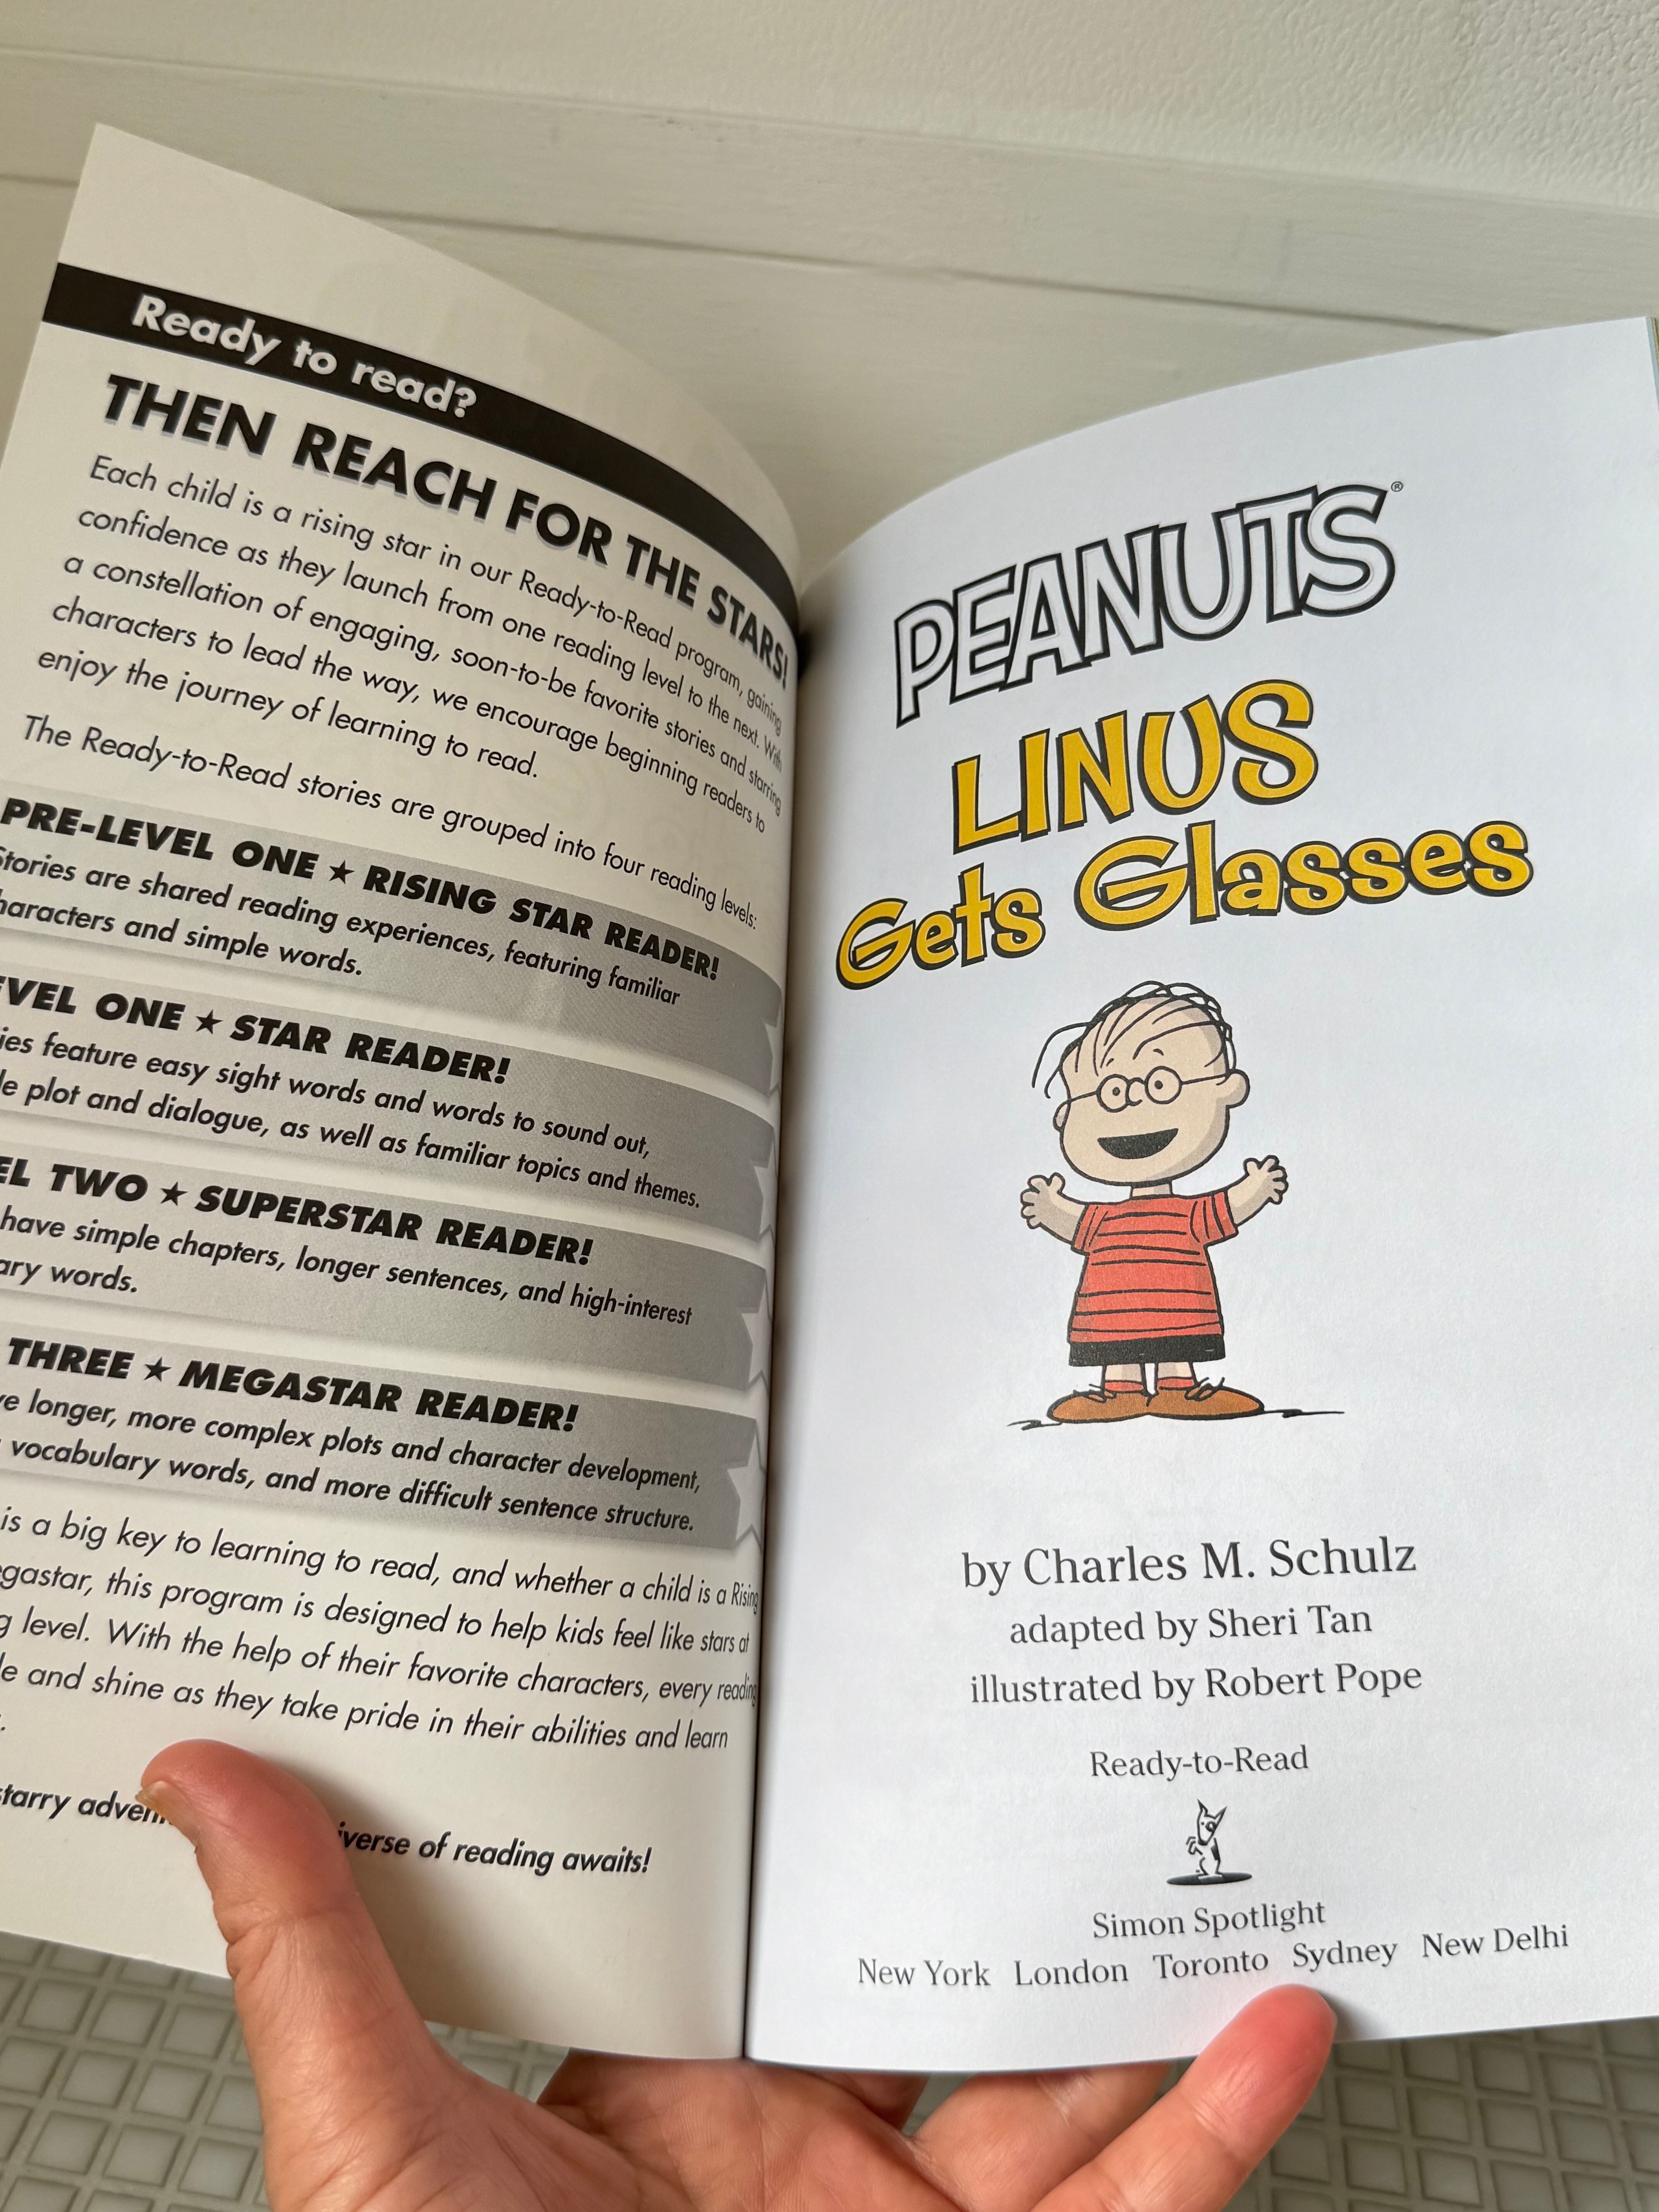 Ready to read?
THEN REACH FOR THE STARS!
Each child is a rising star in our Ready-to-Read program, gaining
confidence as they launch from one reading level to the next. With
a constellation of engaging, soon-to-be favorite stories and starring
characters to lead the way, we encourage beginning readers to
enjoy the journey of learning to read.
The Ready-to-Read stories are grouped into four reading levels:
PRE-LEVEL ONE ★ RISING STAR READER!
Stories are shared reading experiences, featuring familiar
characters and simple words.
LEVEL ONE ★ STAR READER!
feature easy sight words and words to sound out,
plot and dialogue, as well as familiar topics and themes.
TWO ★ SUPERSTAR READER!
have simple chapters, longer sentences, and high-interest
words.
THREE ★ MEGASTAR READER!
longer, more complex plots and character development,
vocabulary words, and more difficult sentence structure.
is a big key to learning to read, and whether a child is a Rising
this program is designed to help kids feel like stars at
level. With the help of their favorite characters, every reading
and shine as they take pride in their abilities and learn
of reading awaits!
PEANUTS®
LINUS
Gets Glasses
by Charles M. Schulz
adapted by Sheri Tan
illustrated by Robert Pope
Ready-to-Read
Simon Spotlight
New York London Toronto Sydney New Delhi